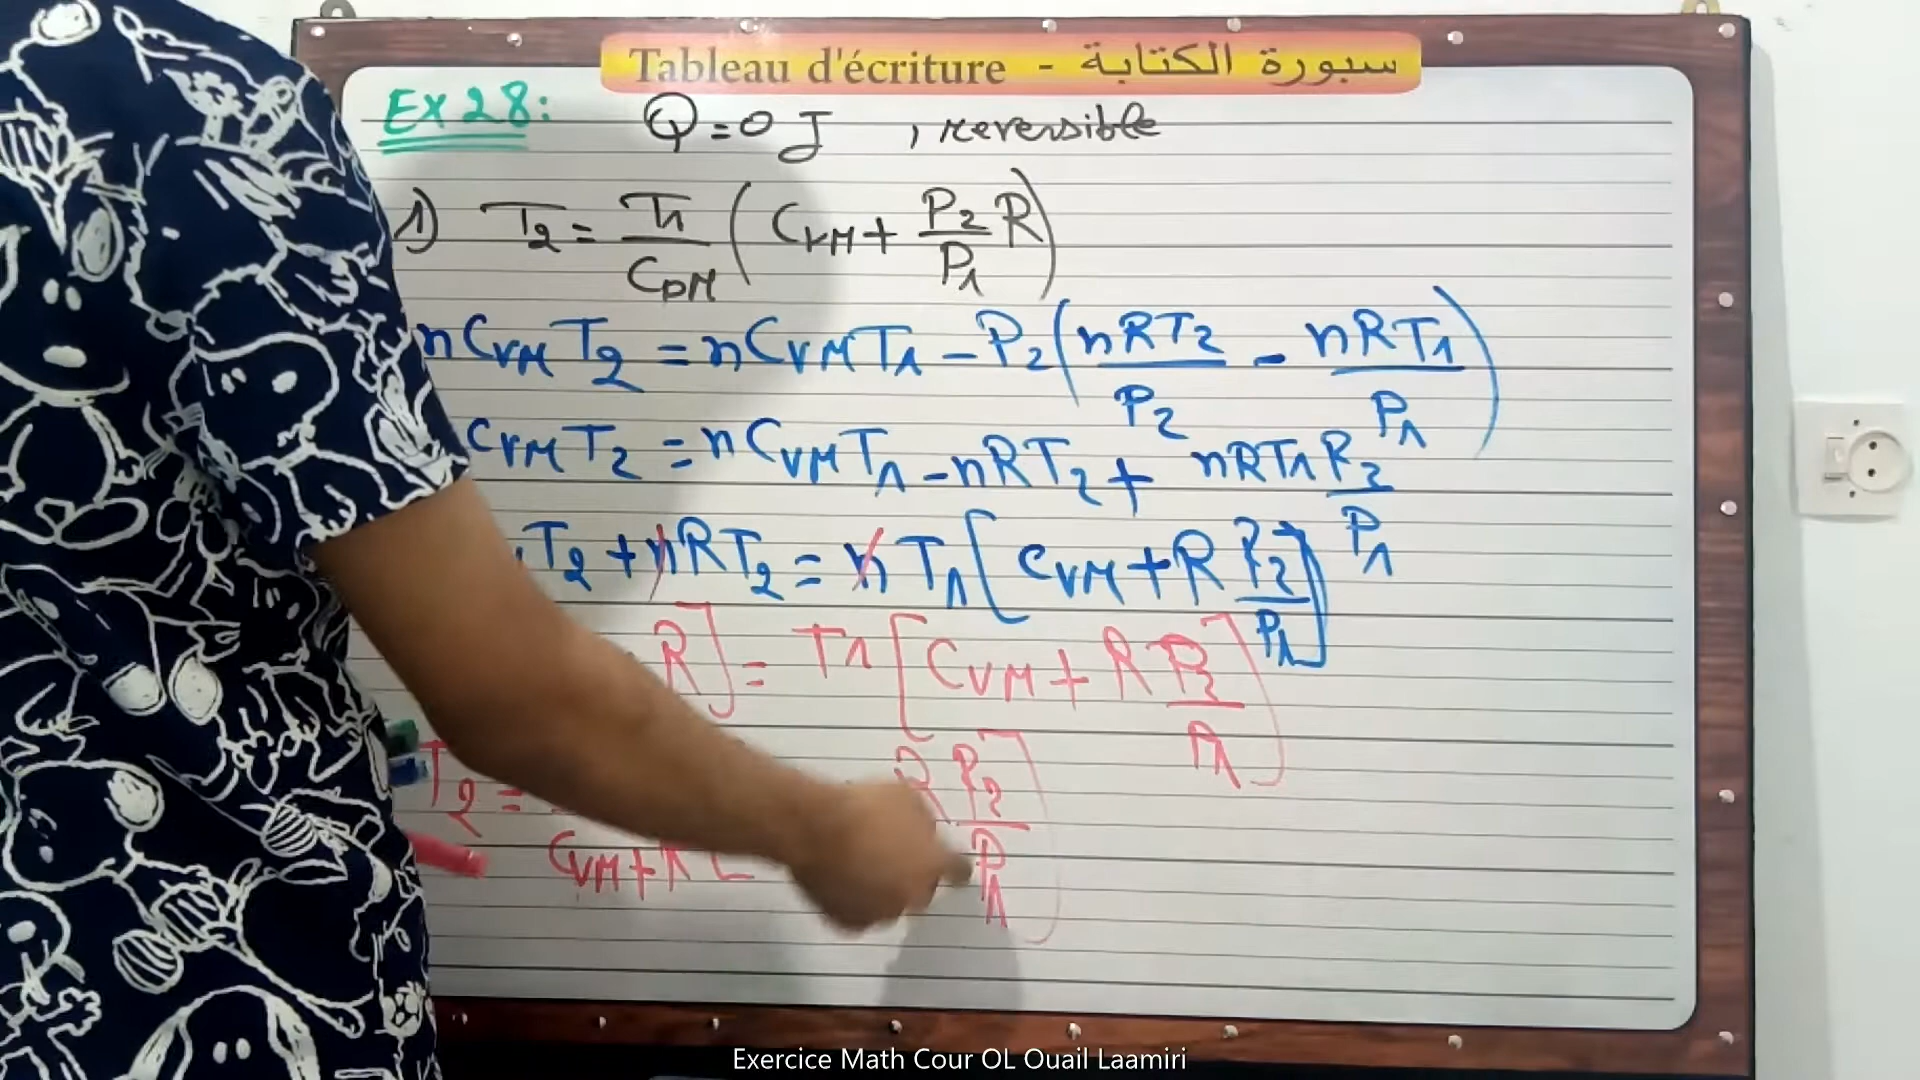 Tableau d'écriture - سبورة الكتابة
EX 28: Q = 0 J , reversible
1) T2 = T1/CpM ( CVM + P2/P1 R )
nCVM T2 = nCVM T1 - P2 ( nRT2/P2 - nRT1/P1 )
CVM T2 = nCVM T1 - nRT2 + nRT1 P2/P1
T2 + nRT2 = n T1 [ CVM + R P2/P1 ]
R ] = T1 [ CVM + R P2/P1 ]
T2 = CVM + R [ R P2/P1 ]
Exercice Math Cour OL Ouail Laamiri